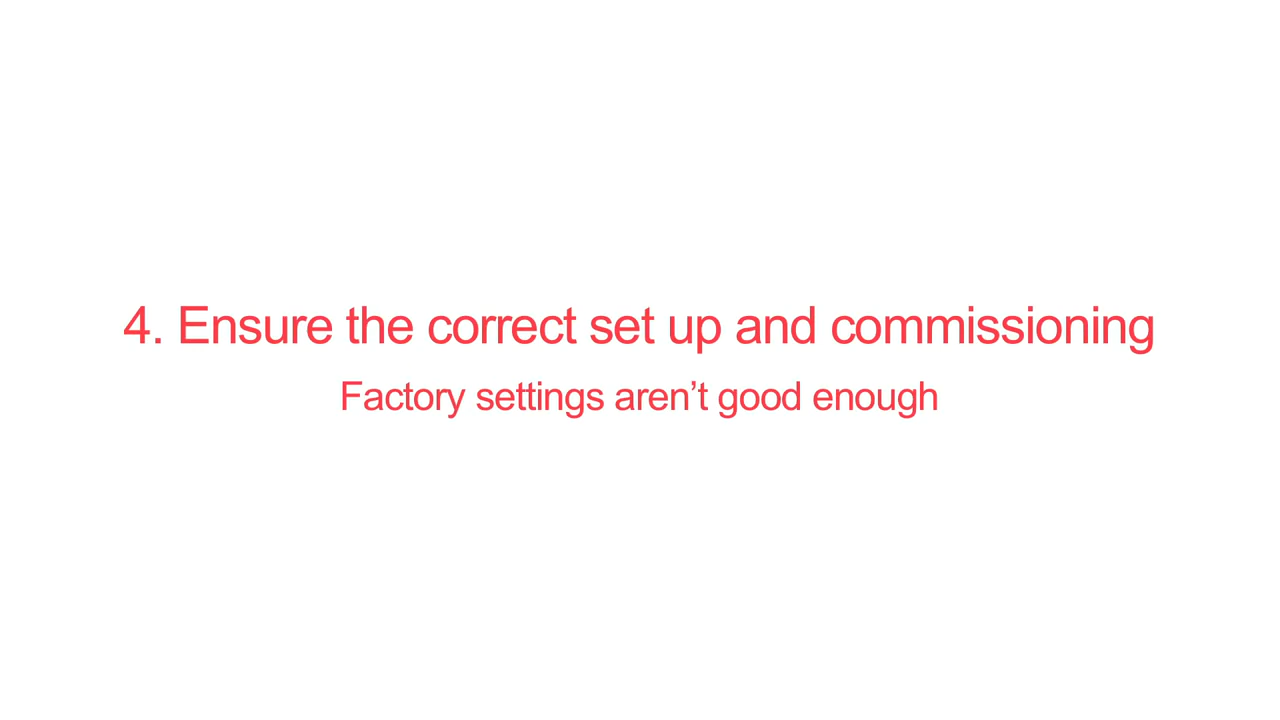 4. Ensure the correct set up and commissioning
Factory settings aren’t good enough